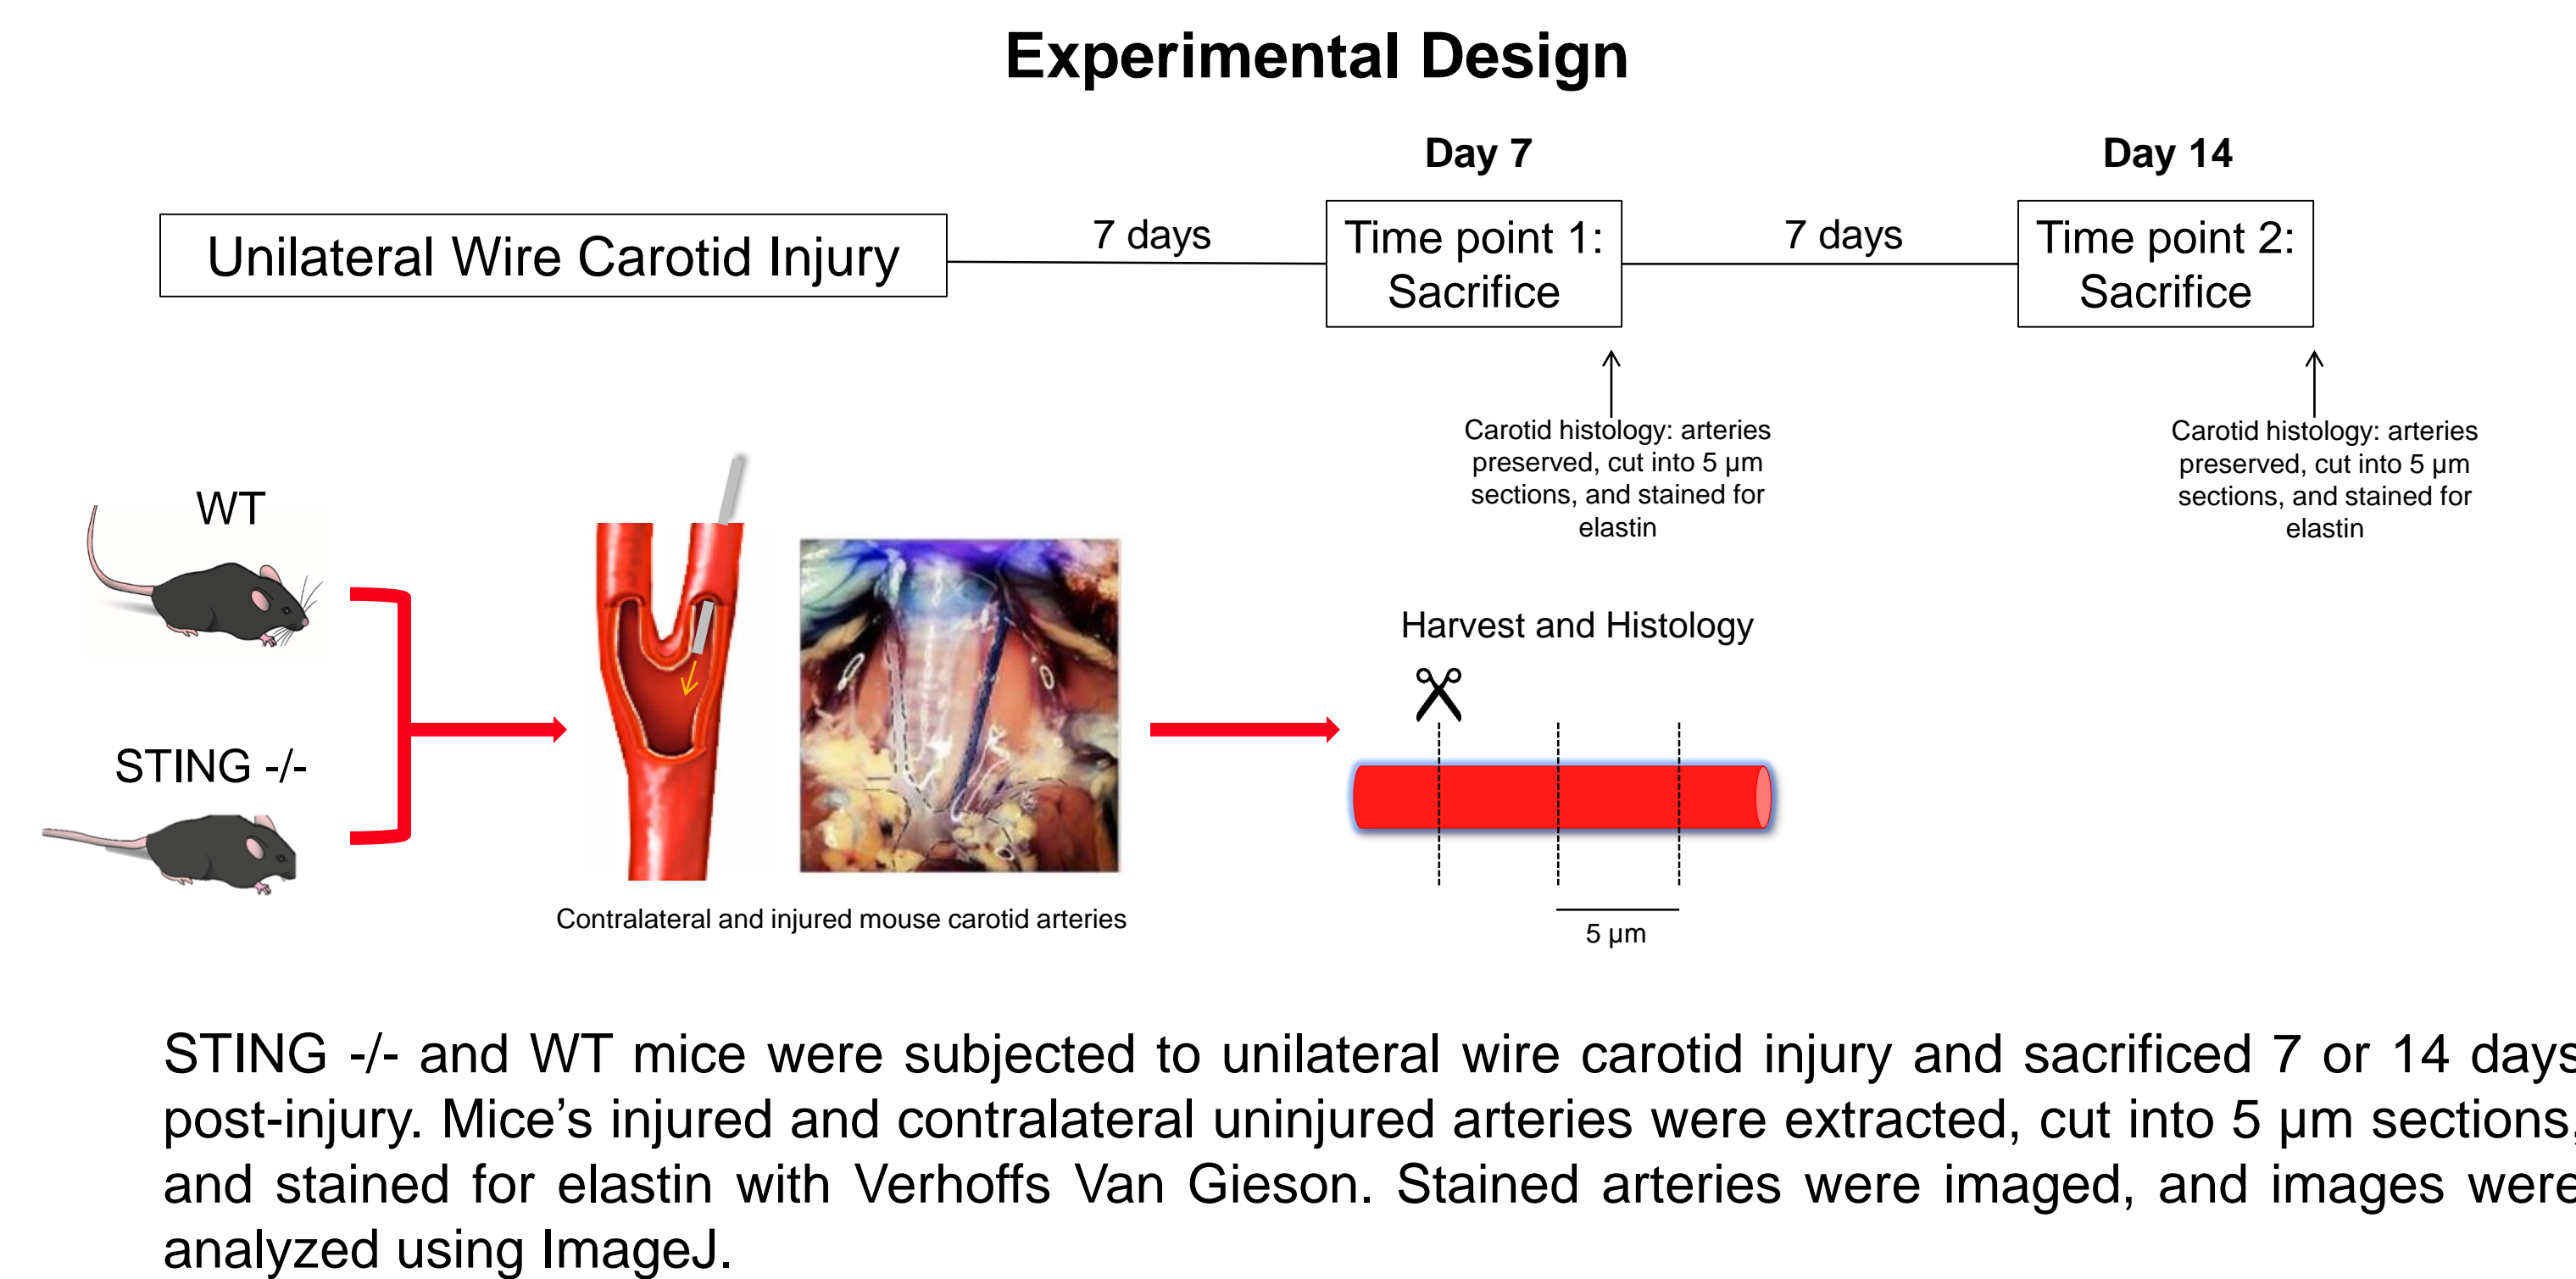 Experimental Design
Day 7
Day 14
Unilateral Wire Carotid Injury
7 days
Time point 1:
Sacrifice
7 days
Time point 2:
Sacrifice
Carotid histology: arteries
preserved, cut into 5 µm
sections, and stained for
elastin
Carotid histology: arteries
preserved, cut into 5 µm
sections, and stained for
elastin
WT
STING -/-
Contralateral and injured mouse carotid arteries
Harvest and Histology
5 µm
STING -/- and WT mice were subjected to unilateral wire carotid injury and sacrificed 7 or 14 days
post-injury. Mice’s injured and contralateral uninjured arteries were extracted, cut into 5 µm sections,
and stained for elastin with Verhoffs Van Gieson. Stained arteries were imaged, and images were
analyzed using ImageJ.